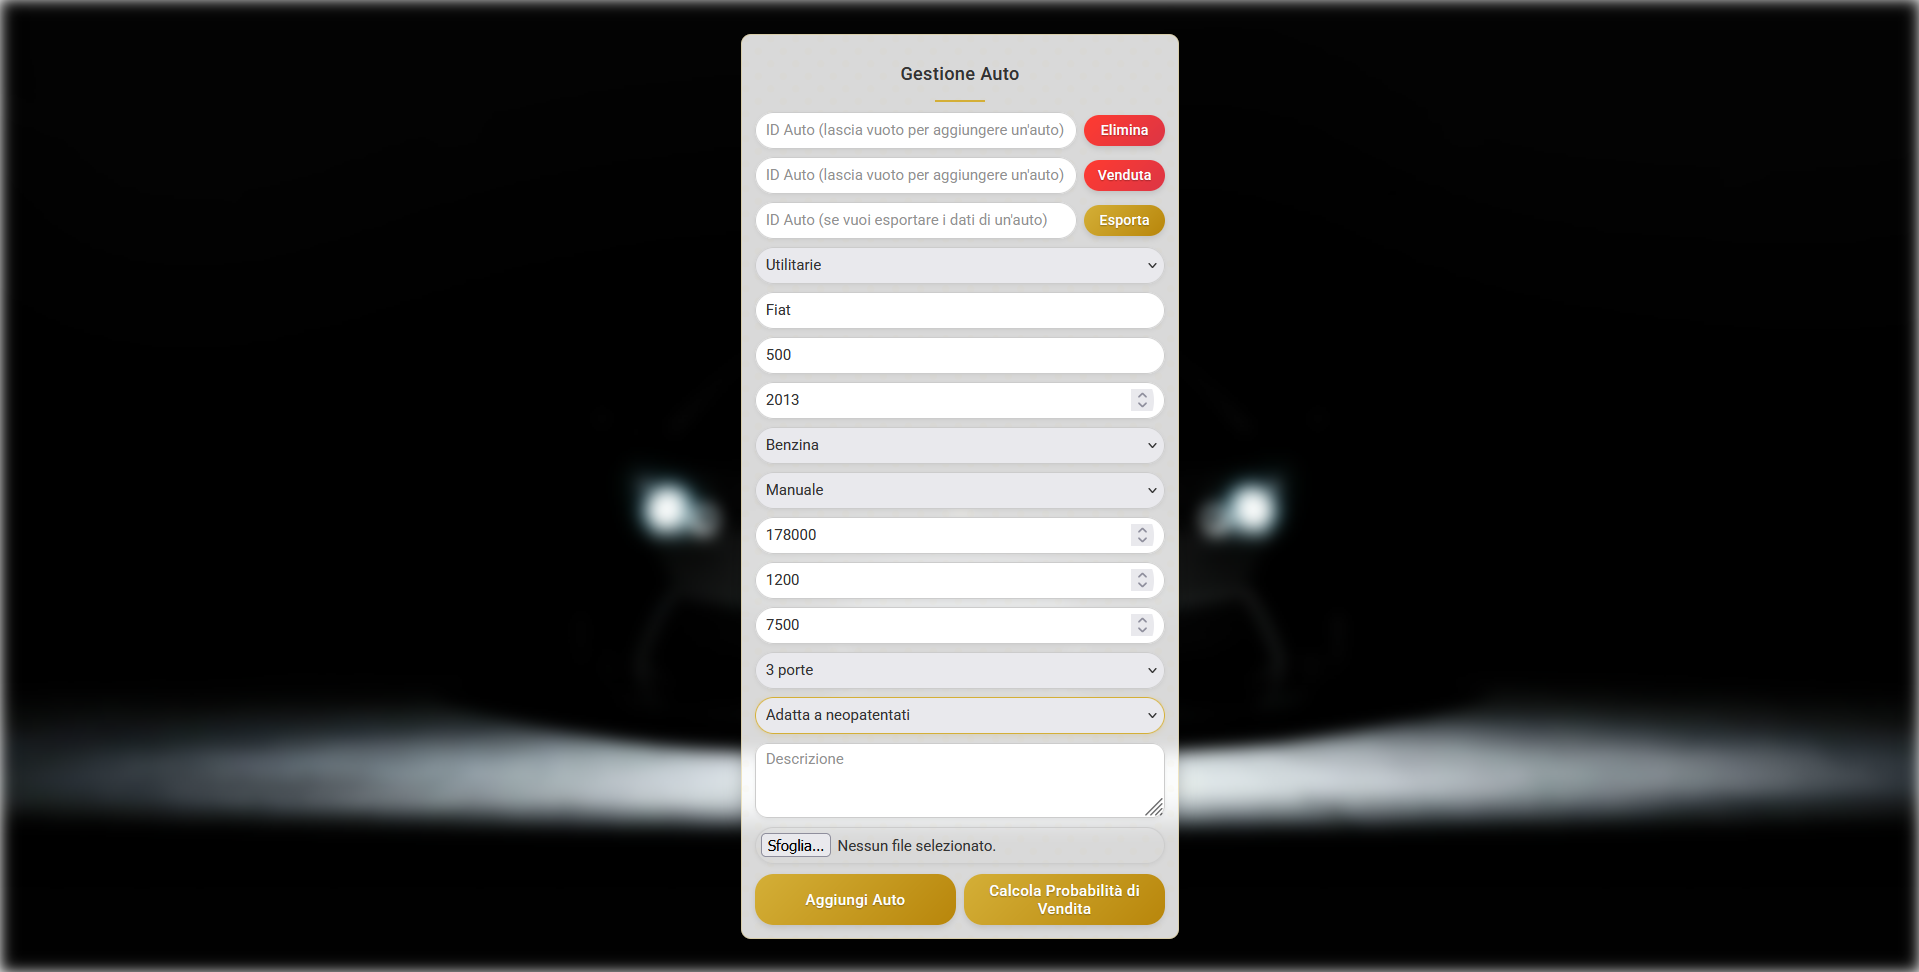 Gestione Auto
ID Auto (lascia vuoto per aggiungere un'auto)
Elimina
ID Auto (lascia vuoto per aggiungere un'auto)
Venduta
ID Auto (se vuoi esportare i dati di un'auto)
Esporta
Utilitarie
Fiat
500
2013
Benzina
Manuale
178000
1200
7500
3 porte
Adatta a neopatentati
Descrizione
Sfoglia... Nessun file selezionato.
Aggiungi Auto
Calcola Probabilità di
Vendita